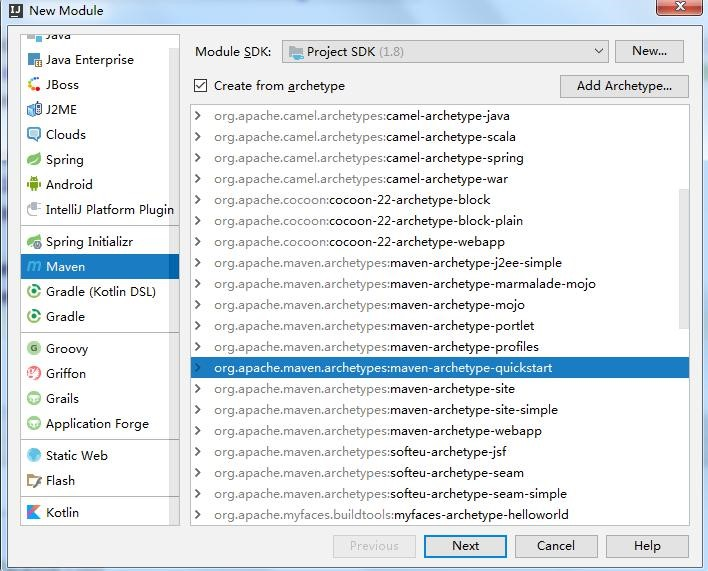 New Module
Java
Java Enterprise
JBoss
J2ME
Clouds
Spring
Android
IntelliJ Platform Plugin
Spring Initializr
Maven
Gradle (Kotlin DSL)
Gradle
Groovy
Griffon
Grails
Application Forge
Static Web
Flash
Kotlin
Module SDK: Project SDK (1.8) New...
Create from archetype Add Archetype...
org.apache.camel.archetypes:camel-archetype-java
org.apache.camel.archetypes:camel-archetype-scala
org.apache.camel.archetypes:camel-archetype-spring
org.apache.camel.archetypes:camel-archetype-war
org.apache.cocoon:cocoon-22-archetype-block
org.apache.cocoon:cocoon-22-archetype-block-plain
org.apache.cocoon:cocoon-22-archetype-webapp
org.apache.maven.archetypes:maven-archetype-j2ee-simple
org.apache.maven.archetypes:maven-archetype-marmalade-mojo
org.apache.maven.archetypes:maven-archetype-mojo
org.apache.maven.archetypes:maven-archetype-portlet
org.apache.maven.archetypes:maven-archetype-profiles
org.apache.maven.archetypes:maven-archetype-quickstart
org.apache.maven.archetypes:maven-archetype-site
org.apache.maven.archetypes:maven-archetype-site-simple
org.apache.maven.archetypes:maven-archetype-webapp
org.apache.maven.archetypes:softeu-archetype-jsf
org.apache.maven.archetypes:softeu-archetype-seam
org.apache.maven.archetypes:softeu-archetype-seam-simple
org.apache.myfaces.buildtools:myfaces-archetype-helloworld
Previous Next Cancel Help